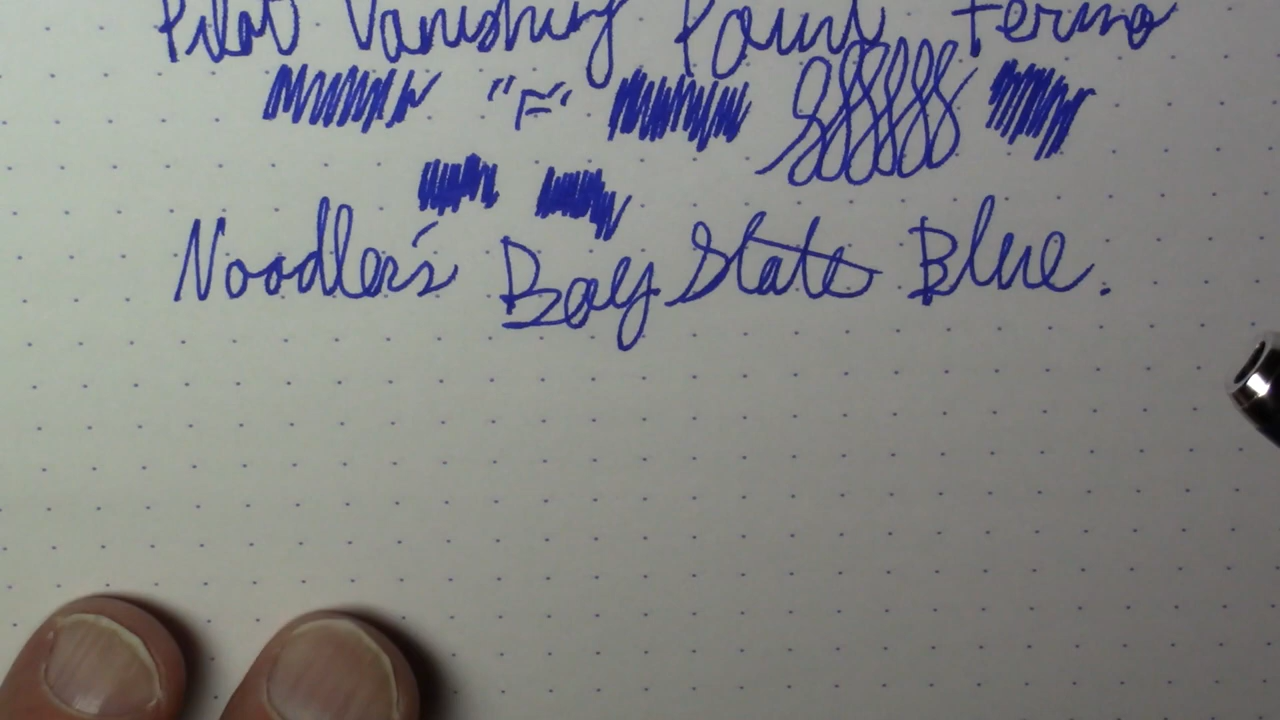 Pilot Vanishing Point Fermo
"F"
Noodler's Bay State Blue.